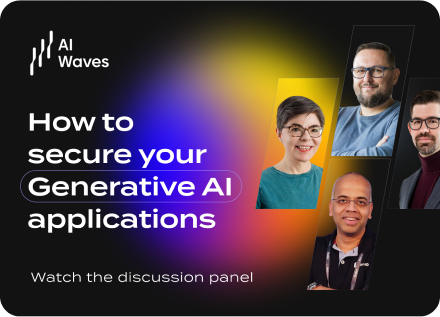 AI
Waves
How to
secure your
Generative AI
applications
Watch the discussion panel